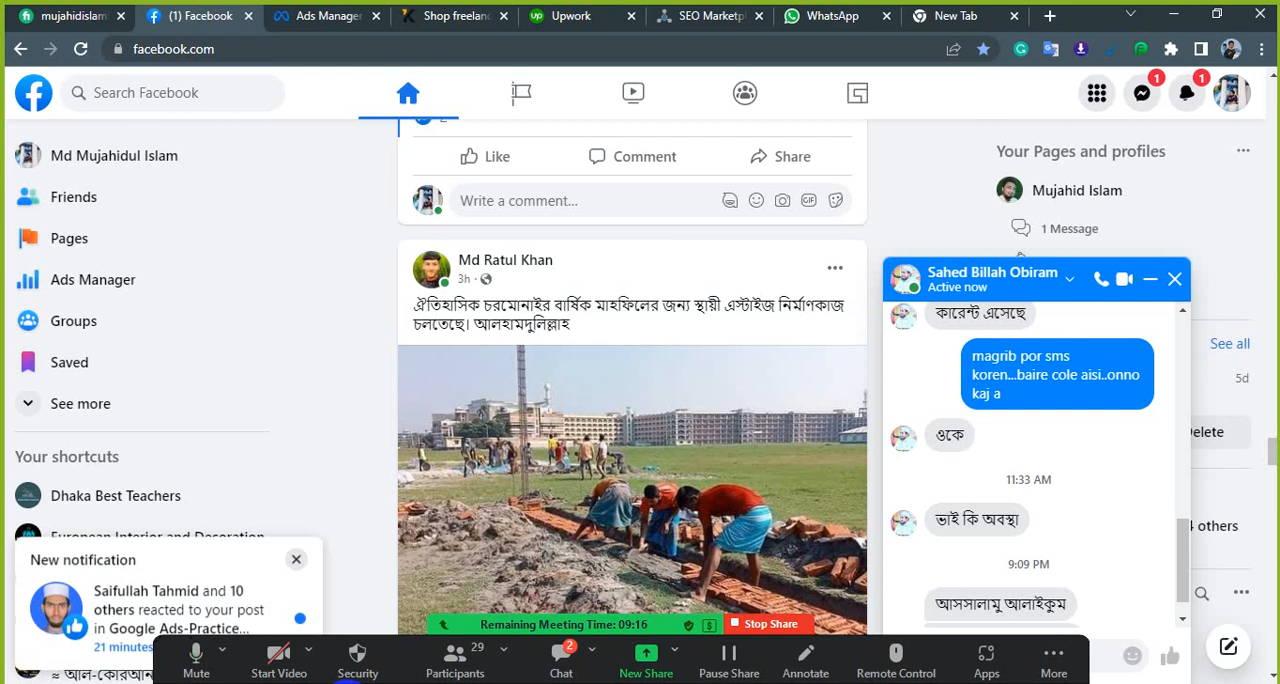 mujahidislam
(1) Facebook
Ads Manager
Shop freelan
Upwork
SEO Marketpl
WhatsApp
New Tab
facebook.com
Search Facebook
1
1
Md Mujahidul Islam
Friends
Pages
Ads Manager
Groups
Saved
See more
Your shortcuts
Dhaka Best Teachers
European Interior and Decoration
New notification
Saifullah Tahmid and 10
others reacted to your post
in Google Ads-Practice...
21 minutes
Like
Comment
Share
Write a comment...
GIF
Md Ratul Khan
3h
ঐতিহাসিক চরমোনাইর বার্ষিক মাহফিলের জন্য স্থায়ী এস্টাইজ নির্মাণকাজ
চলতেছে। আলহামদুলিল্লাহ
Your Pages and profiles
Mujahid Islam
1 Message
See all
5d
elete
others
Sahed Billah Obiram
Active now
কারেন্ট এসেছে
magrib por sms
koren...baire cole aisi..onno
kaj a
ওকে
11:33 AM
ভাই কি অবস্থা
9:09 PM
আসসালামু আলাইকুম
Remaining Meeting Time: 09:16
Stop Share
Mute
Start Video
Security
Participants
29
Chat
2
New Share
Pause Share
Annotate
Remote Control
Apps
More